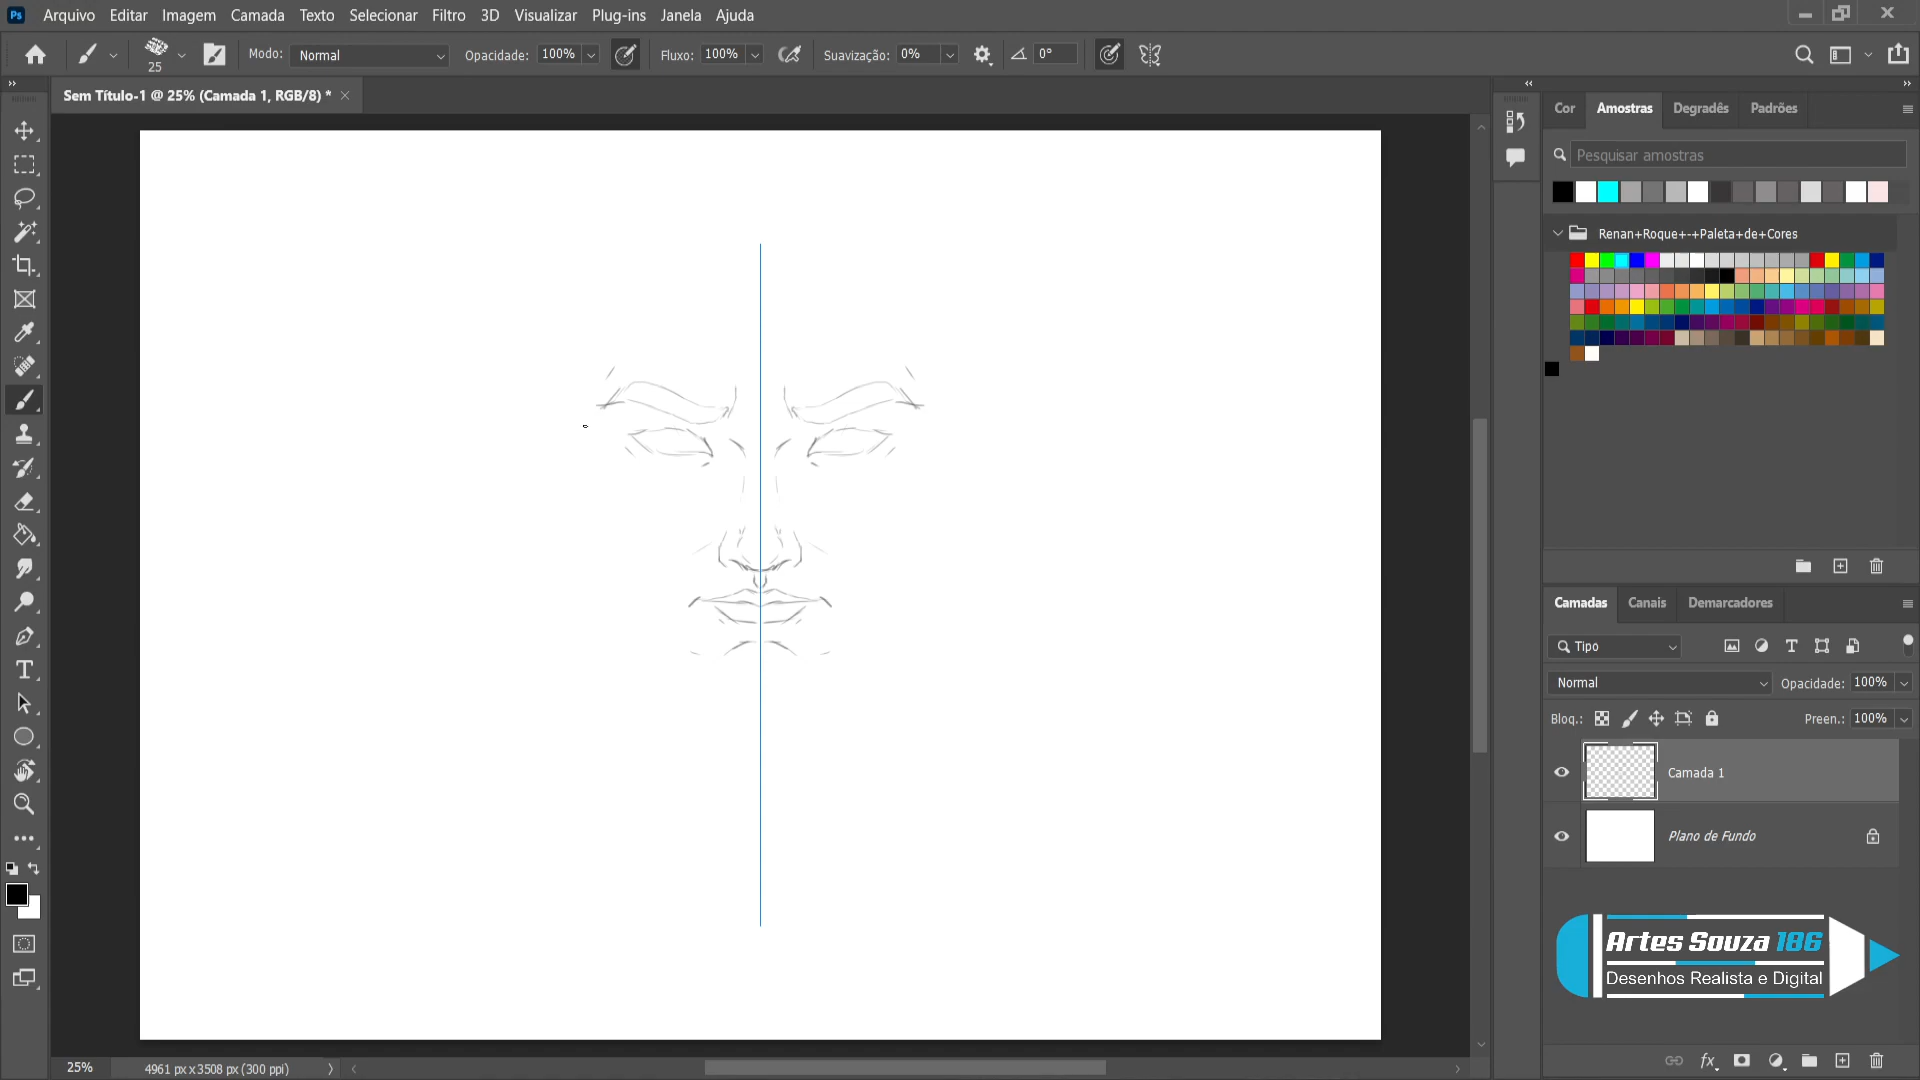 Ps Arquivo Editar Imagem Camada Texto Selecionar Filtro 3D Visualizar Plug-ins Janela Ajuda
25 Modo: Normal Opacidade: 100% Fluxo: 100% Suavização: 0% 0°
Sem Título-1 @ 25% (Camada 1, RGB/8) *
Cor Amostras Degradês Padrões
Pesquisar amostras
Renan+Roque+-+Paleta+de+Cores
Camadas Canais Demarcadores
Tipo
Normal Opacidade: 100%
Bloq.: Preen.: 100%
Camada 1
Plano de Fundo
Artes Souza 186
Desenhos Realista e Digital
25% 4961 px x 3508 px (300 ppi)
fx